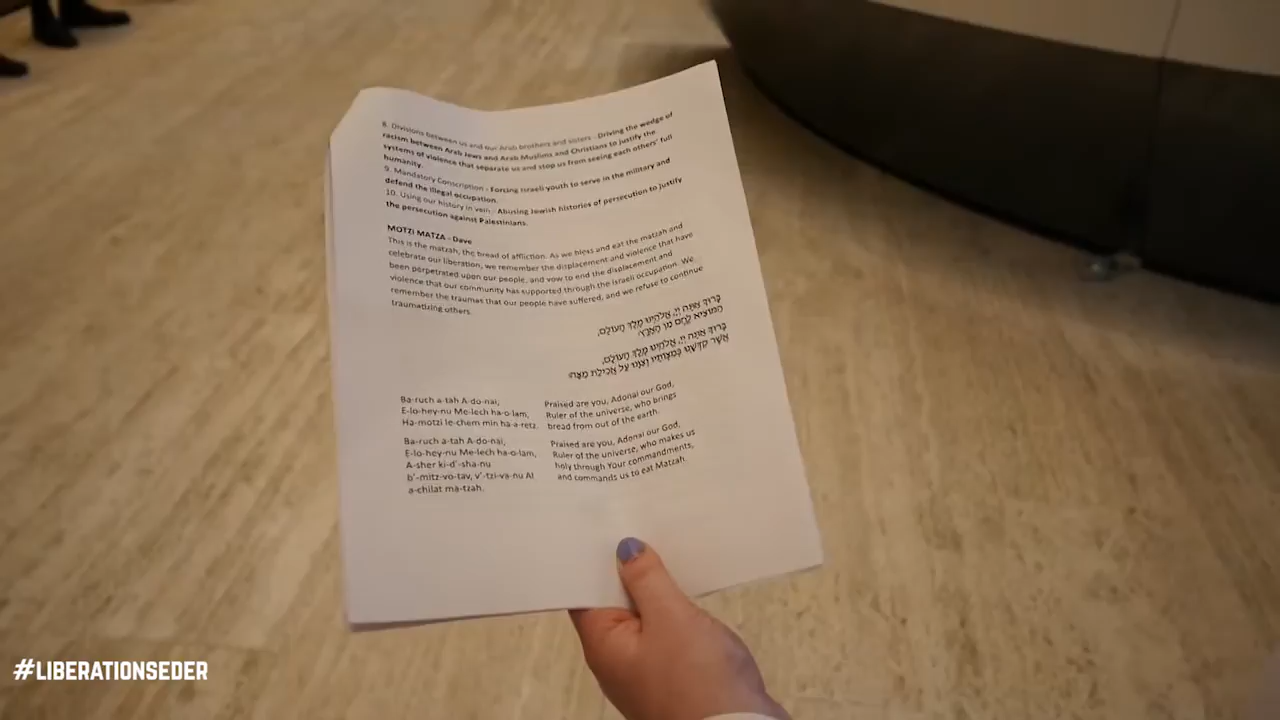 8. Divisions between us and our Arab brothers and sisters - Driving the wedge of
racism between Arab Jews and Arab Muslims and Christians to justify the
systems of violence that separate us and stop us from seeing each others' full
humanity.
9. Mandatory Conscription - Forcing Israeli youth to serve in the military and
defend the illegal occupation.
10. Using our history in vein - Abusing Jewish histories of persecution to justify
the persecution against Palestinians.
MOTZI MATZA - Dave
This is the matzah, the bread of affliction. As we bless and eat the matzah and
celebrate our liberation, we remember the displacement and violence that have
been perpetrated upon our people, and vow to end the displacement and
violence that our community has supported through the Israeli occupation. We
remember the traumas that our people have suffered, and we refuse to continue
traumatizing others.
בָּרוּךְ אַתָּה יְיָ, אֱלֹהֵינוּ מֶלֶךְ הָעוֹלָם,
הַמּוֹצִיא לֶחֶם מִן הָאָרֶץ:
בָּרוּךְ אַתָּה יְיָ, אֱלֹהֵינוּ מֶלֶךְ הָעוֹלָם,
אֲשֶׁר קִדְּשָׁנוּ בְּמִצְוֹתָיו וְצִוָּנוּ עַל אֲכִילַת מַצָּה:
Ba-ruch a-tah A-do-nai,
E-lo-hey-nu Me-lech ha-o-lam,
Ha-motzi le-chem min ha-a-retz.
Ba-ruch a-tah A-do-nai,
E-lo-hey-nu Me-lech ha-o-lam,
A-sher ki-d'-sha-nu
b'-mitz-vo-tav, v'-tzi-va-nu Al
a-chilat ma-tzah.
Praised are you, Adonai our God,
Ruler of the universe, who brings
bread from out of the earth.
Praised are you, Adonai our God,
Ruler of the universe, who makes us
holy through Your commandments,
and commands us to eat Matzah.
#LIBERATIONSEDER